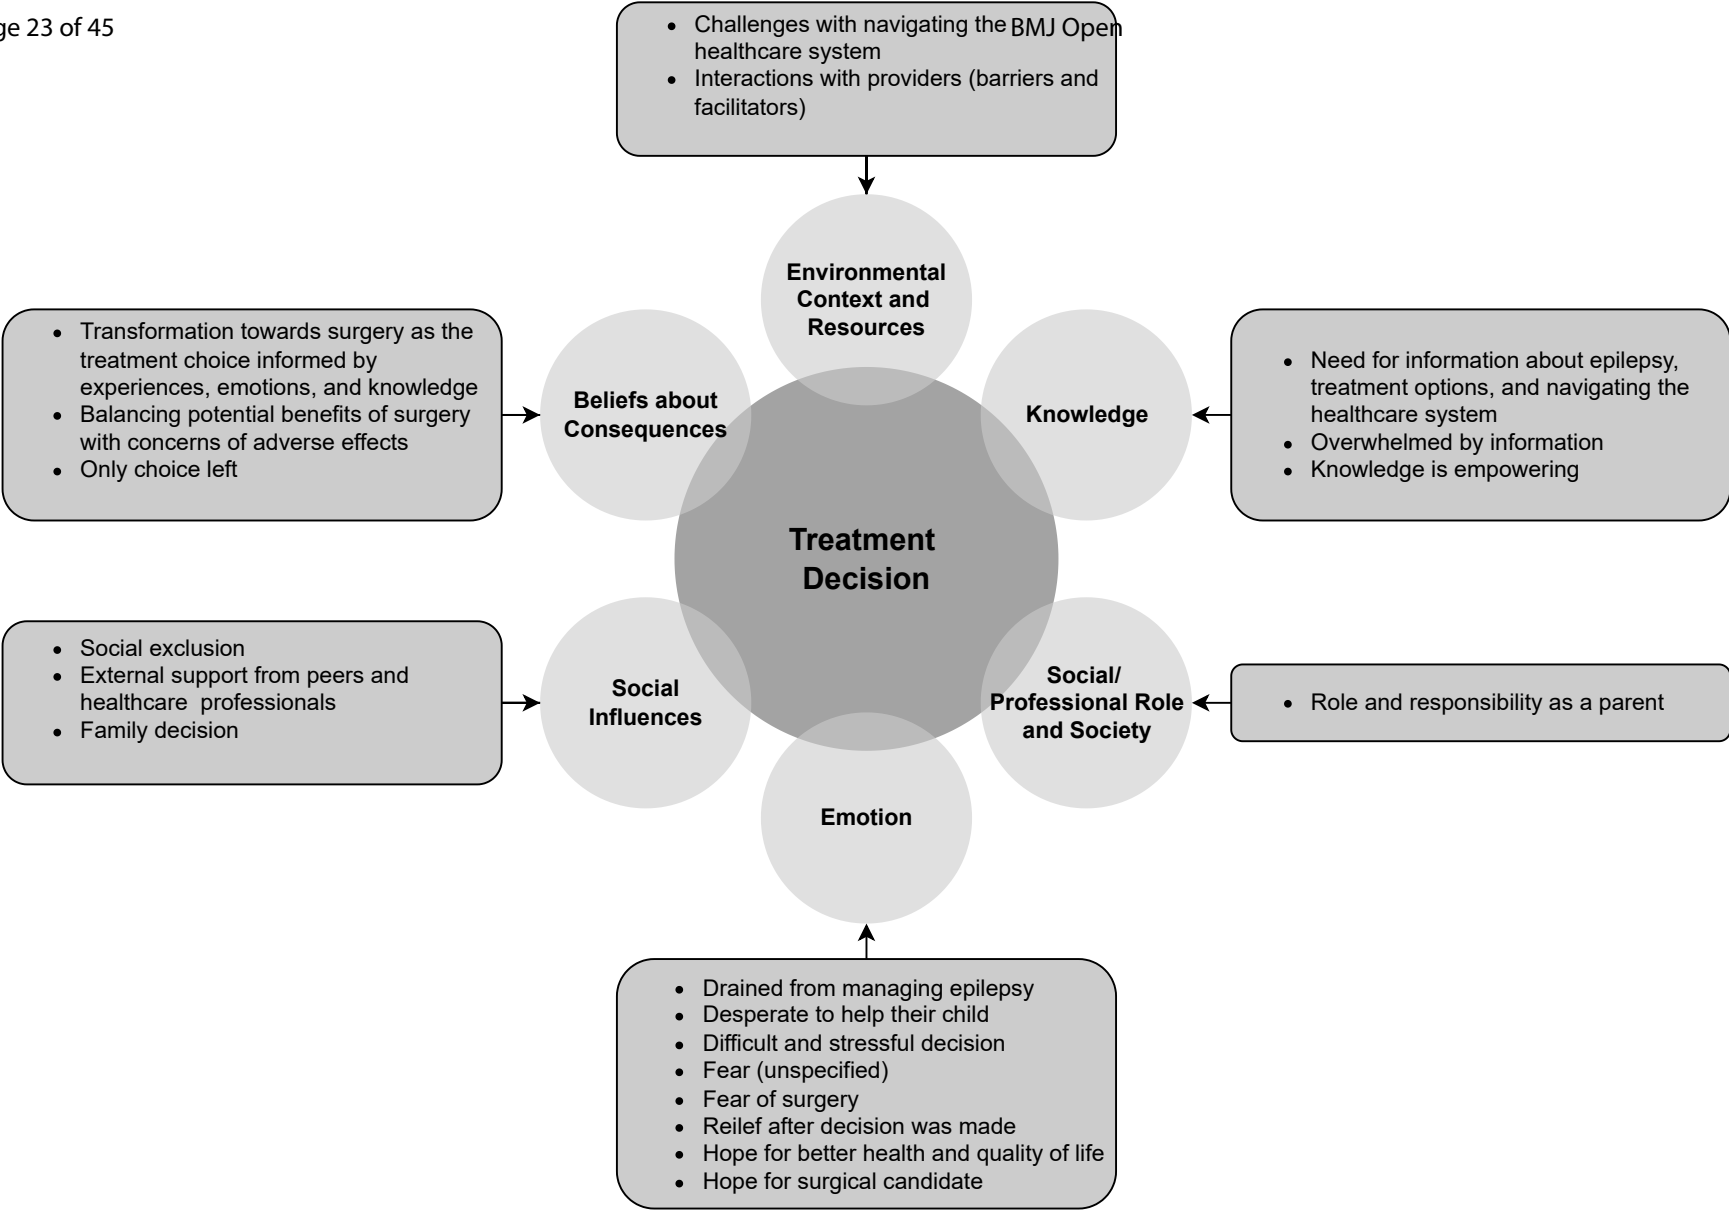 ge 23 of 45
BMJ Open
• Challenges with navigating the
healthcare system
• Interactions with providers (barriers and
facilitators)
Environmental
Context and
Resources
• Transformation towards surgery as the
treatment choice informed by
experiences, emotions, and knowledge
• Balancing potential benefits of surgery
with concerns of adverse effects
• Only choice left
Beliefs about
Consequences
Knowledge
• Need for information about epilepsy,
treatment options, and navigating the
healthcare system
• Overwhelmed by information
• Knowledge is empowering
Treatment
Decision
• Social exclusion
• External support from peers and
healthcare professionals
• Family decision
Social
Influences
Social/
Professional Role
and Society
• Role and responsibility as a parent
Emotion
• Drained from managing epilepsy
• Desperate to help their child
• Difficult and stressful decision
• Fear (unspecified)
• Fear of surgery
• Reilef after decision was made
• Hope for better health and quality of life
• Hope for surgical candidate